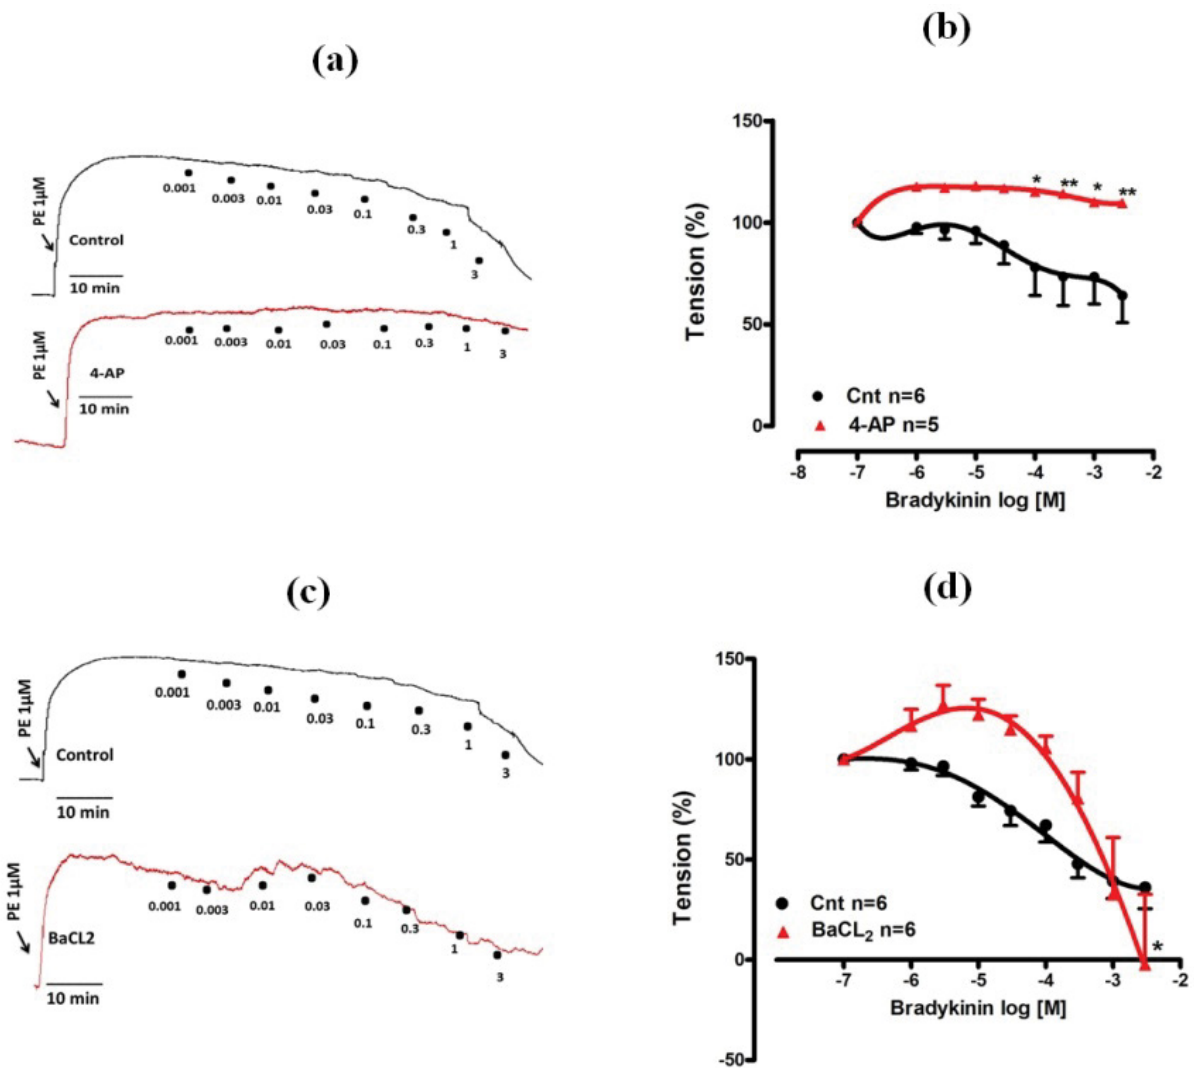 (a)
PE 1µM
Control
10 min
0.001
0.003
0.01
0.03
0.1
0.3
1
3
PE 1µM
4-AP
10 min
0.001
0.003
0.01
0.03
0.1
0.3
1
3
(b)
Tension (%)
150
100
50
0
* ** * **
Cnt n=6
4-AP n=5
-8 -7 -6 -5 -4 -3 -2
Bradykinin log [M]
(c)
PE 1µM
Control
10 min
0.001
0.003
0.01
0.03
0.1
0.3
1
3
PE 1µM
BaCL2
10 min
0.001
0.003
0.01
0.03
0.1
0.3
1
3
(d)
Tension (%)
150
100
50
0
-50
Cnt n=6
BaCL₂ n=6
*
-7 -6 -5 -4 -3 -2
Bradykinin log [M]